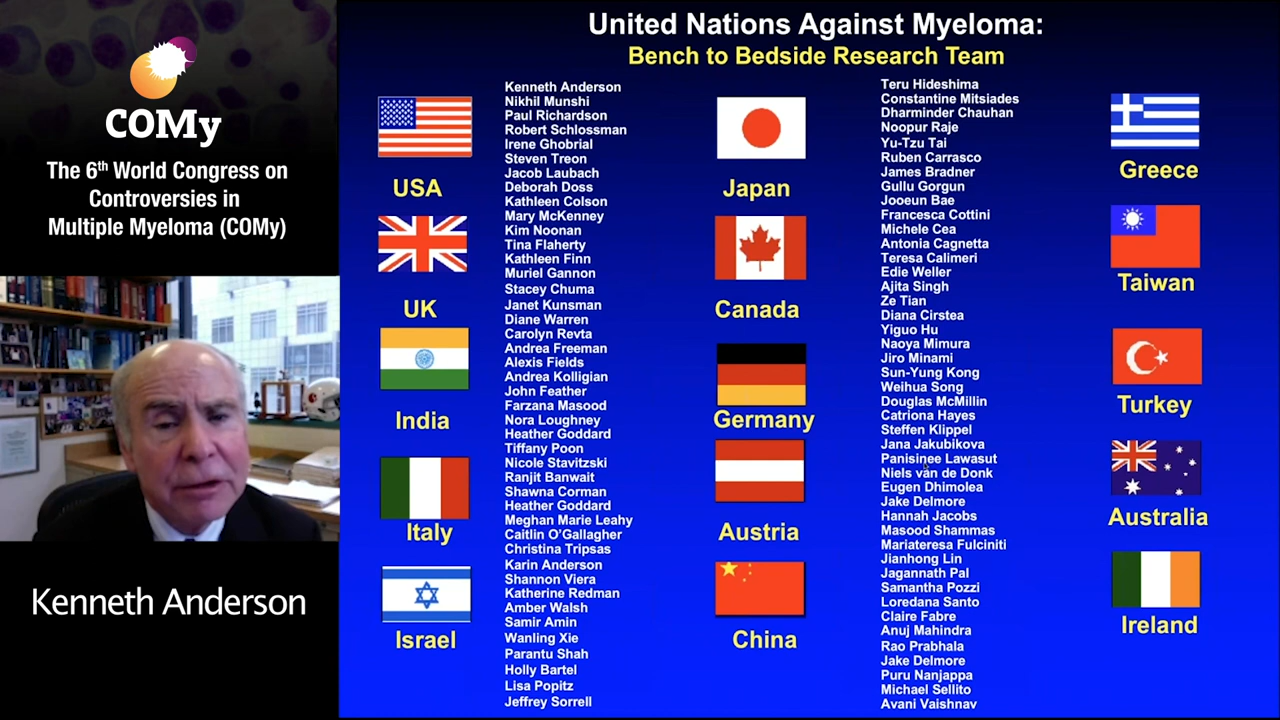 COMy
The 6th World Congress on
Controversies in
Multiple Myeloma (COMy)
Kenneth Anderson
United Nations Against Myeloma:
Bench to Bedside Research Team
USA
UK
India
Italy
Israel
Kenneth Anderson
Nikhil Munshi
Paul Richardson
Robert Schlossman
Irene Ghobrial
Steven Treon
Jacob Laubach
Deborah Doss
Kathleen Colson
Mary McKenney
Kim Noonan
Tina Flaherty
Kathleen Finn
Muriel Gannon
Stacey Chuma
Janet Kunsman
Diane Warren
Carolyn Revta
Andrea Freeman
Alexis Fields
Andrea Kolligian
John Feather
Farzana Masood
Nora Loughney
Heather Goddard
Tiffany Poon
Nicole Stavitzski
Ranjit Banwait
Shawna Corman
Heather Goddard
Meghan Marie Leahy
Caitlin O'Gallagher
Christina Tripsas
Karin Anderson
Shannon Viera
Katherine Redman
Amber Walsh
Samir Amin
Wanling Xie
Parantu Shah
Holly Bartel
Lisa Popitz
Jeffrey Sorrell
Japan
Canada
Germany
Austria
China
Teru Hideshima
Constantine Mitsiades
Dharminder Chauhan
Noopur Raje
Yu-Tzu Tai
Ruben Carrasco
James Bradner
Gullu Gorgun
Jooeun Bae
Francesca Cottini
Michele Cea
Antonia Cagnetta
Teresa Calimeri
Edie Weller
Ajita Singh
Ze Tian
Diana Cirstea
Yiguo Hu
Naoya Mimura
Jiro Minami
Sun-Yung Kong
Weihua Song
Douglas McMillin
Catriona Hayes
Steffen Klippel
Jana Jakubikova
Panisinee Lawasut
Niels van de Donk
Eugen Dhimolea
Jake Delmore
Hannah Jacobs
Masood Shammas
Mariateresa Fulciniti
Jianhong Lin
Jagannath Pal
Samantha Pozzi
Loredana Santo
Claire Fabre
Anuj Mahindra
Rao Prabhala
Jake Delmore
Puru Nanjappa
Michael Sellito
Avani Vaishnav
Greece
Taiwan
Turkey
Australia
Ireland